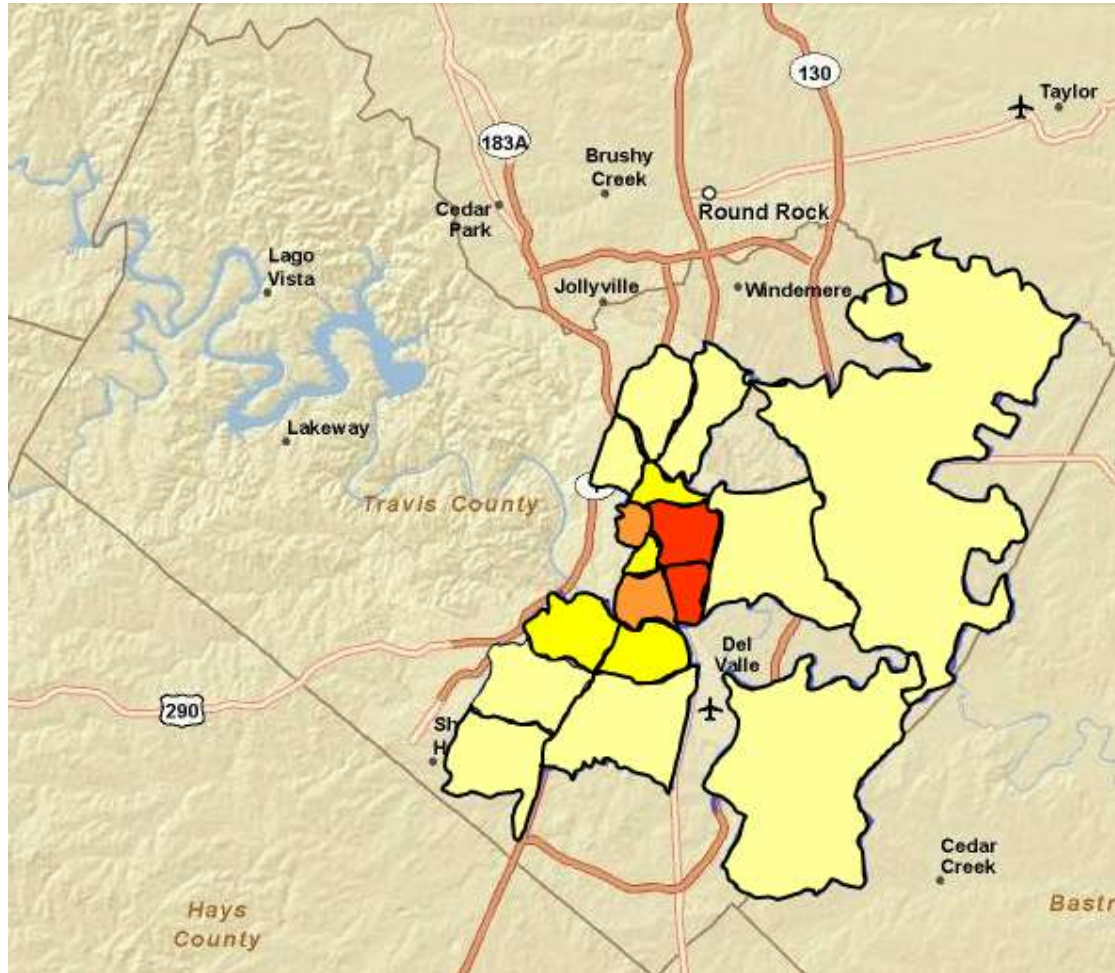 130
Taylor
183A
Brushy
Creek
Cedar
Park
Round Rock
Lago
Vista
Jollyville
Windemere
Lakeway
Travis County
Del
Valle
290
Cedar
Creek
Hays
County